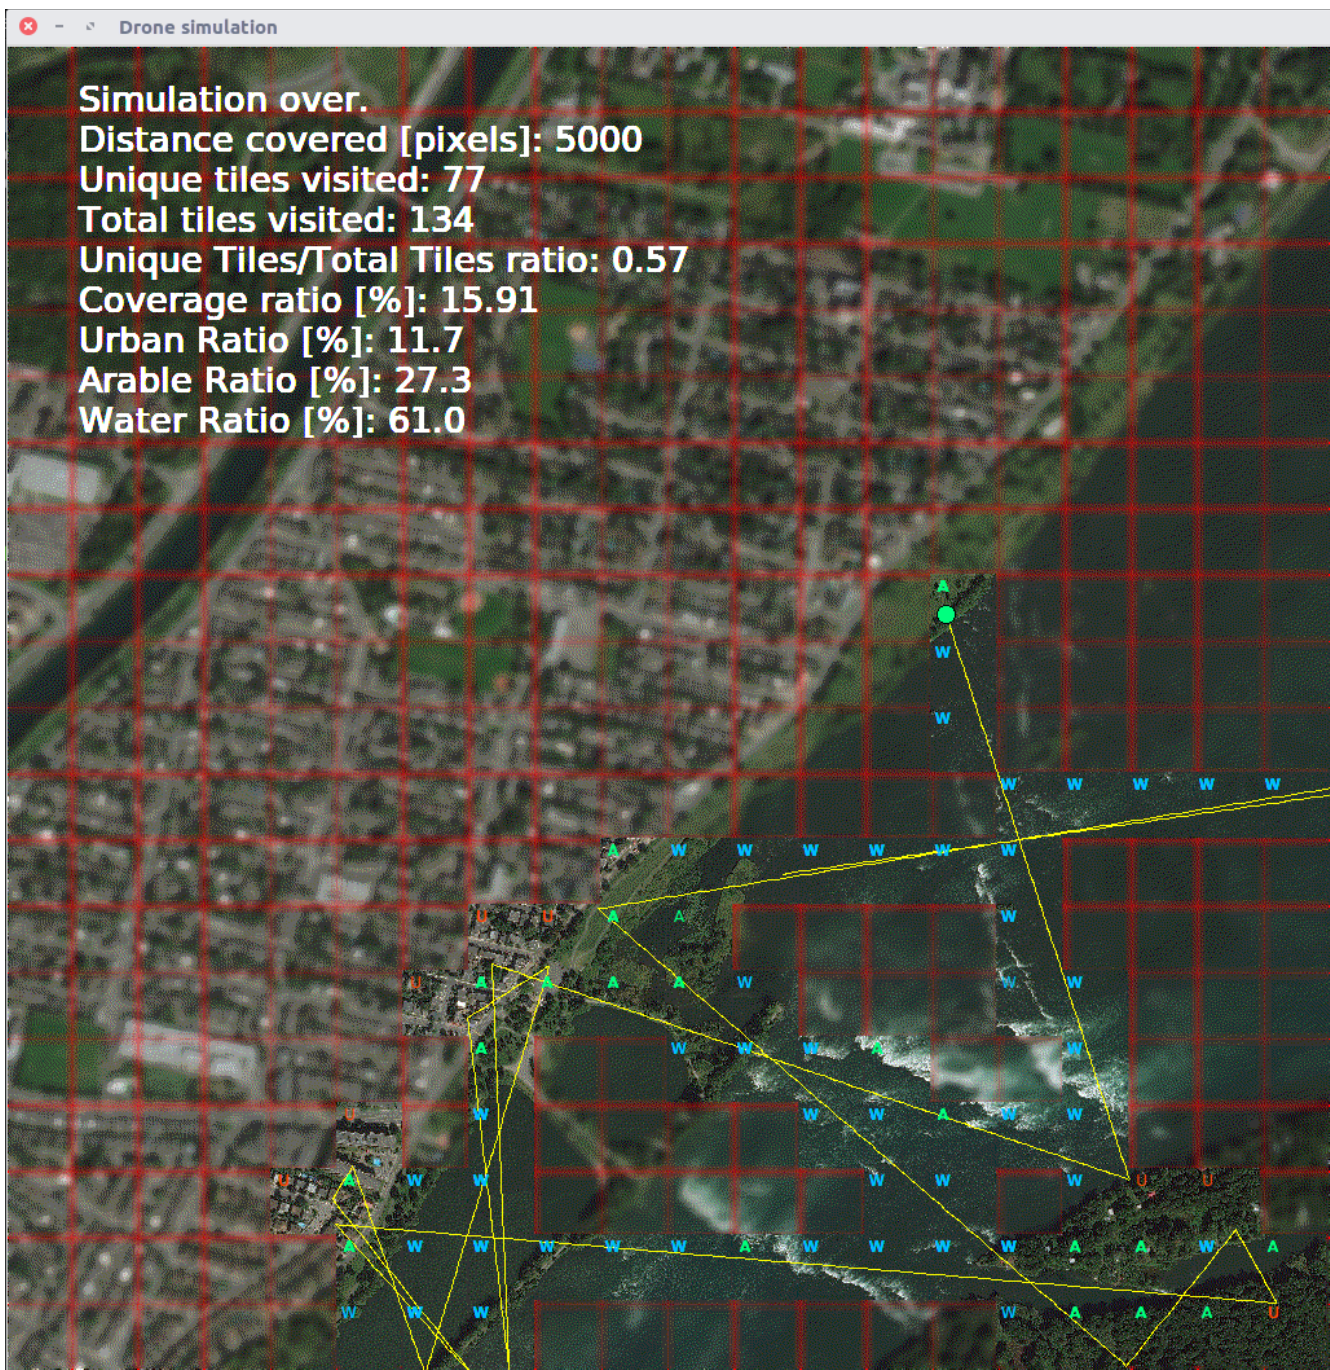 Drone simulation
Simulation over.
Distance covered [pixels]: 5000
Unique tiles visited: 77
Total tiles visited: 134
Unique Tiles/Total Tiles ratio: 0.57
Coverage ratio [%]: 15.91
Urban Ratio [%]: 11.7
Arable Ratio [%]: 27.3
Water Ratio [%]: 61.0
A
W
W
W W W W W
A W W W W W W
U U A A W
U A A A A W W W
A W W W A W
U W W W A W W
U A W W W W W U U
A W W W W W A W W W W A A W A
W W W W A A A U